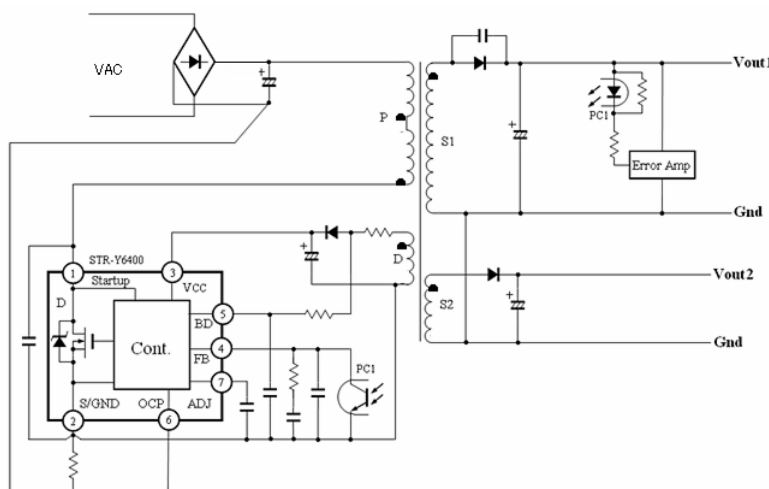 VAC
P
S1
Vout1
PC1
Error Amp
Gnd
STR-Y6400
1
3
Startup
VCC
D
D
BD
5
Cont.
FB
4
PC1
7
S/GND
OCP
ADJ
2
6
S2
Vout2
Gnd
+
+
+
+